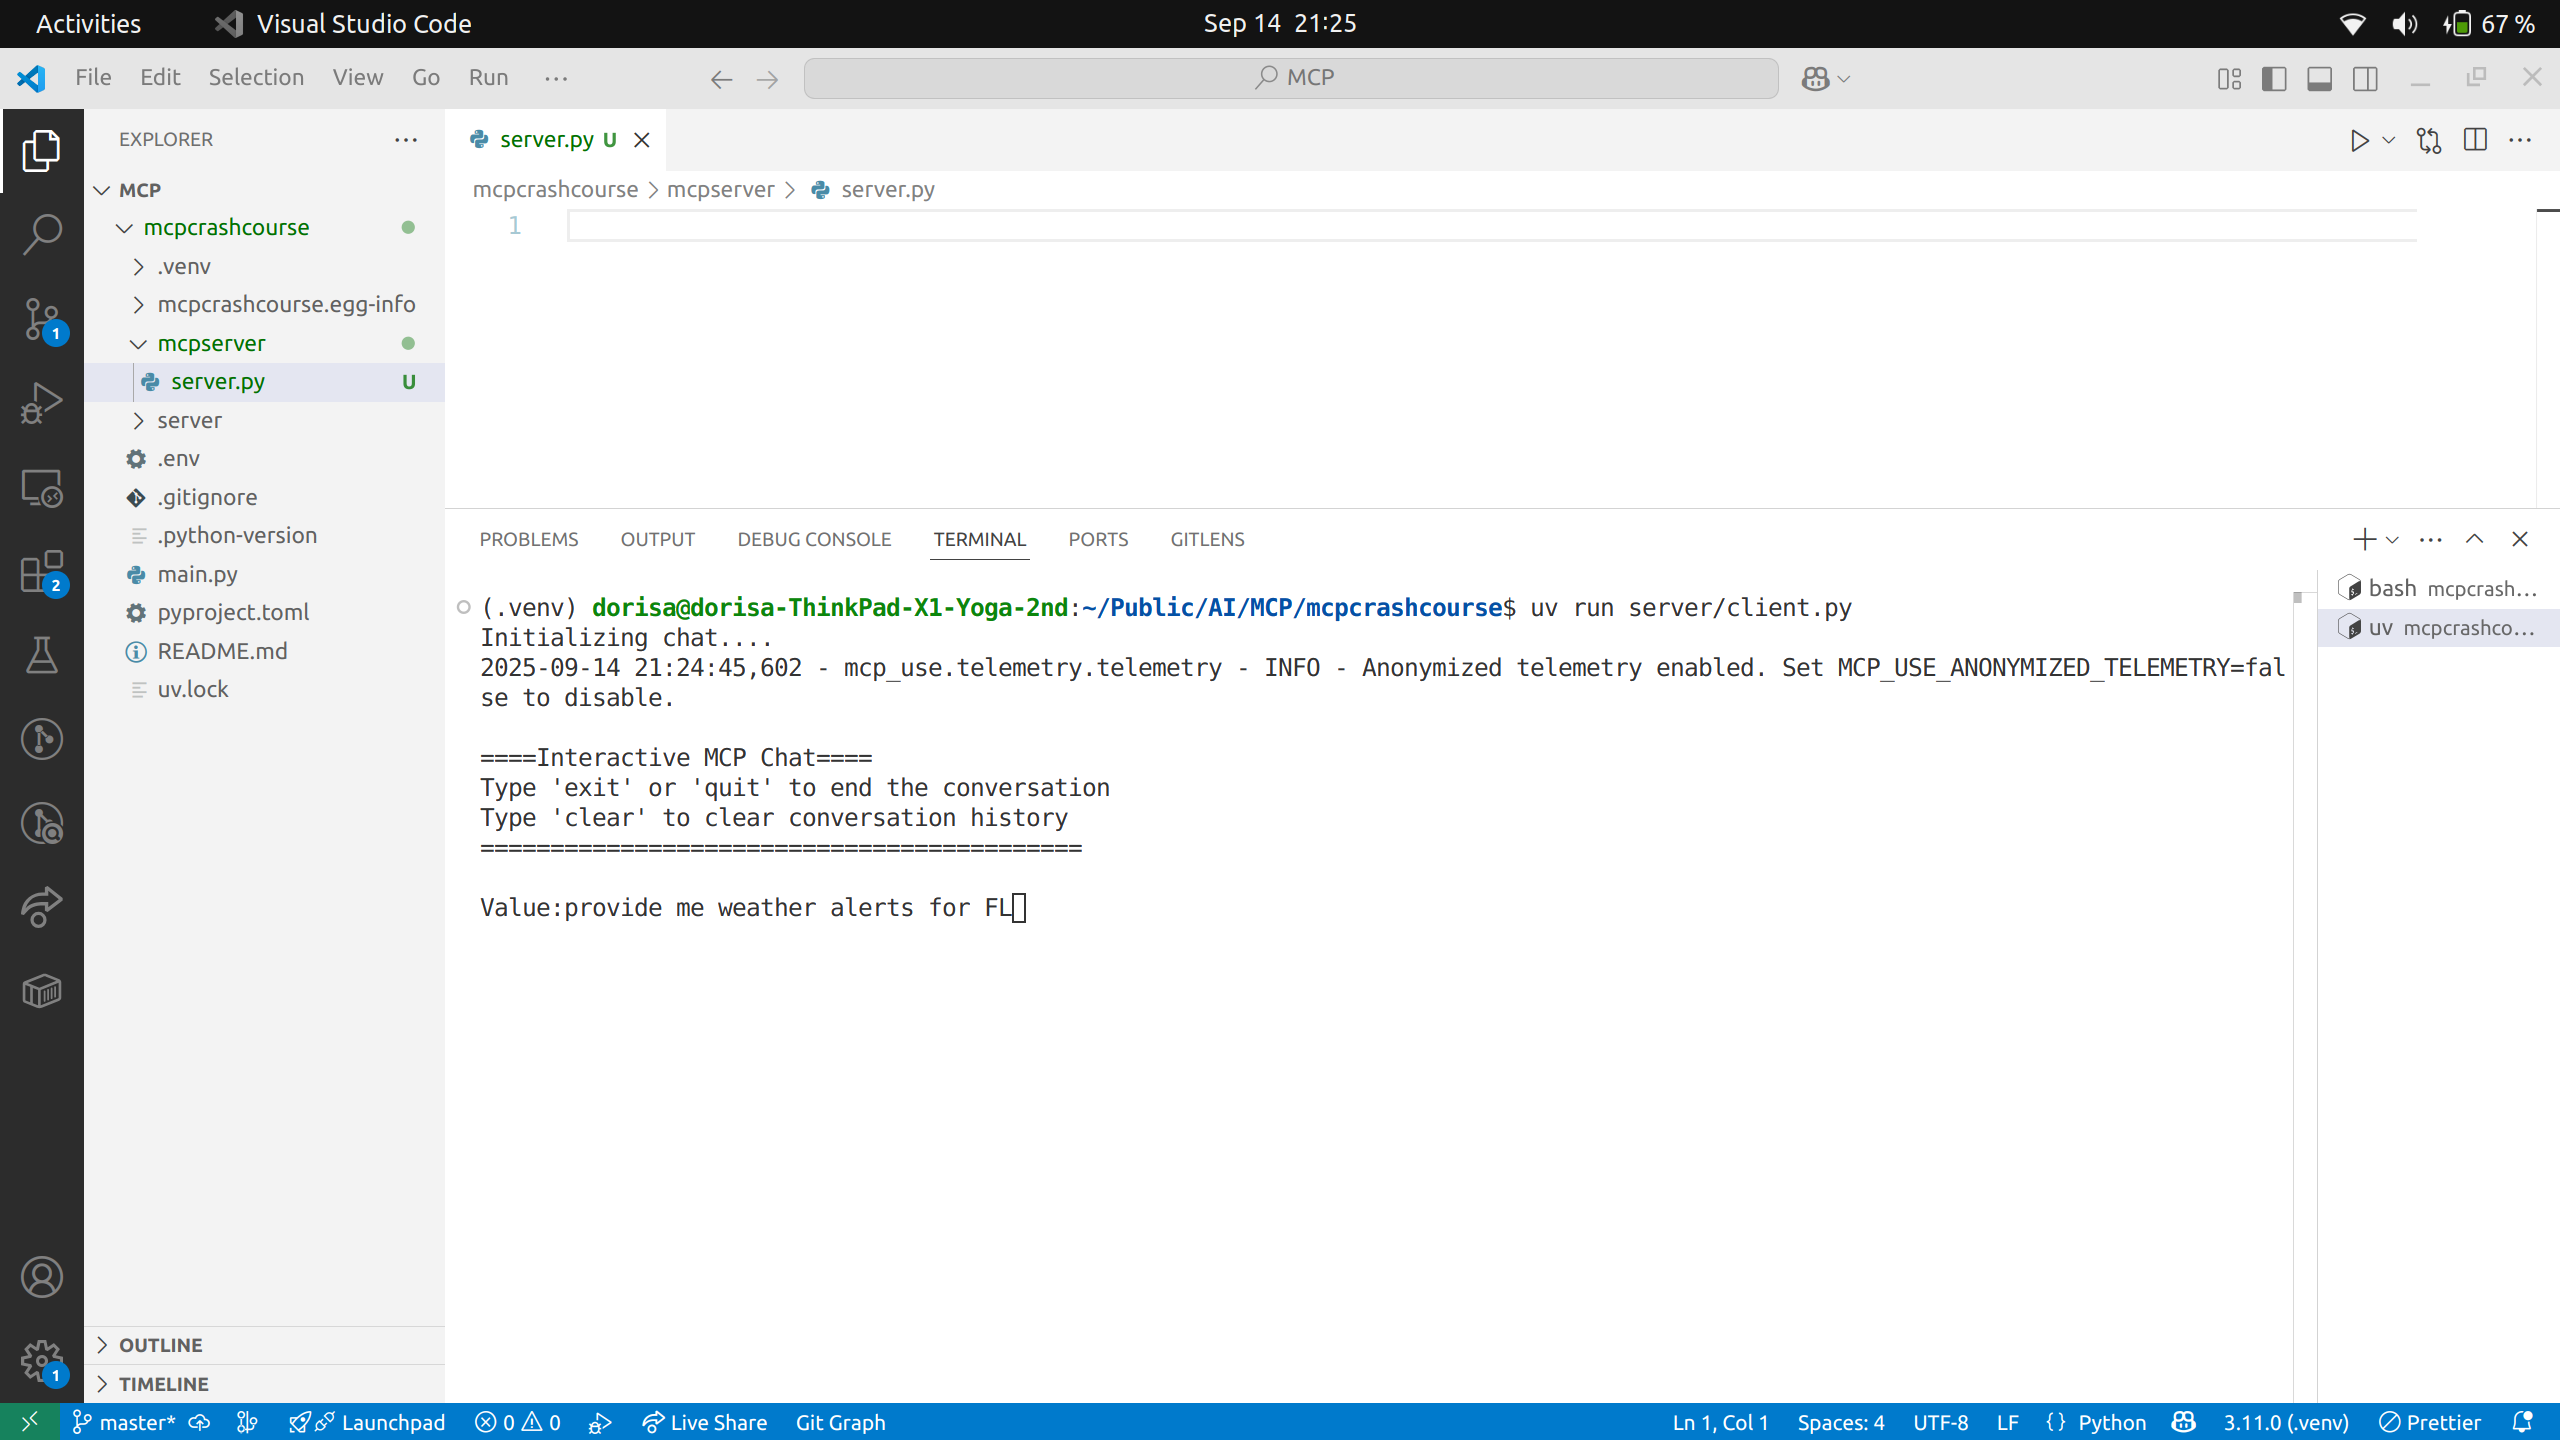 Activities Visual Studio Code Sep 14 21:25 67 %
File Edit Selection View Go Run ··· MCP
EXPLORER ···
MCP
mcpcrashcourse
.venv
mcpcrashcourse.egg-info
mcpserver
server.py U
server
.env
.gitignore
.python-version
main.py
pyproject.toml
README.md
uv.lock
OUTLINE
TIMELINE
1
2
1
server.py U
mcpcrashcourse > mcpserver > server.py
1
PROBLEMS OUTPUT DEBUG CONSOLE TERMINAL PORTS GITLENS
(.venv) dorisa@dorisa-ThinkPad-X1-Yoga-2nd:~/Public/AI/MCP/mcpcrashcourse$ uv run server/client.py
Initializing chat....
2025-09-14 21:24:45,602 - mcp_use.telemetry.telemetry - INFO - Anonymized telemetry enabled. Set MCP_USE_ANONYMIZED_TELEMETRY=fal
se to disable.
====Interactive MCP Chat====
Type 'exit' or 'quit' to end the conversation
Type 'clear' to clear conversation history
===========================================
Value:provide me weather alerts for FL
bash mcpcrash...
uv mcpcrashco...
master* Launchpad 0 0 Live Share Git Graph Ln 1, Col 1 Spaces: 4 UTF-8 LF {} Python 3.11.0 (.venv) Prettier